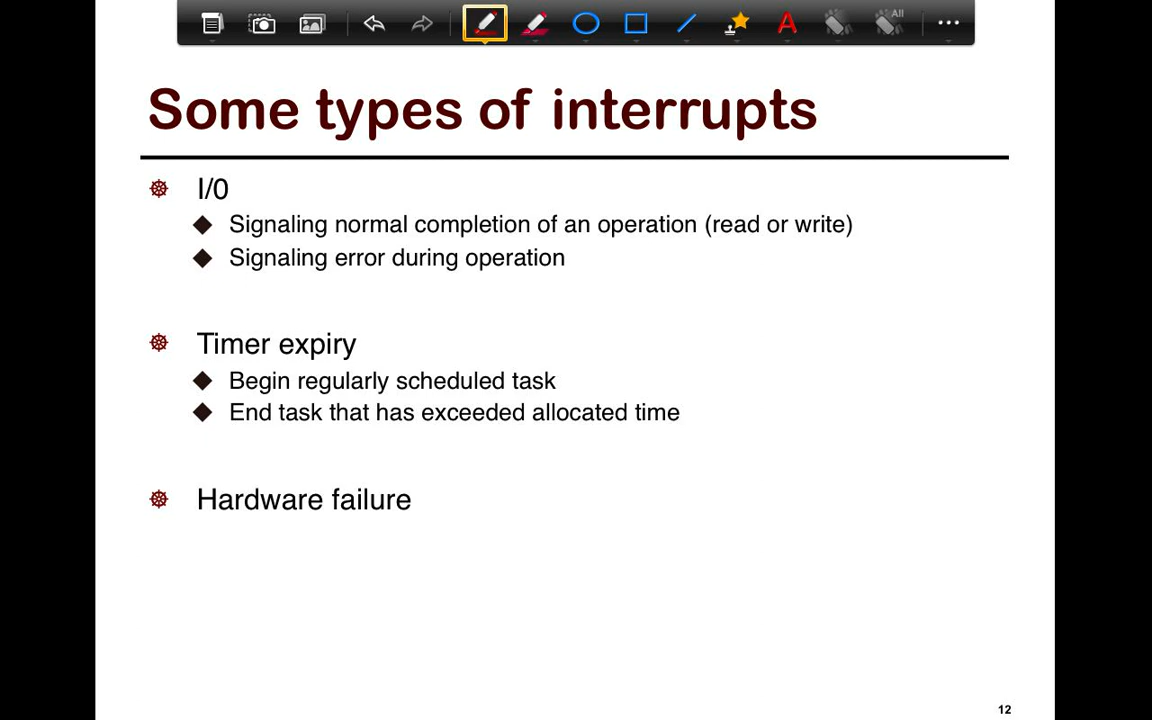 All
A
Some types of interrupts
I/0
Signaling normal completion of an operation (read or write)
Signaling error during operation
Timer expiry
Begin regularly scheduled task
End task that has exceeded allocated time
Hardware failure
12